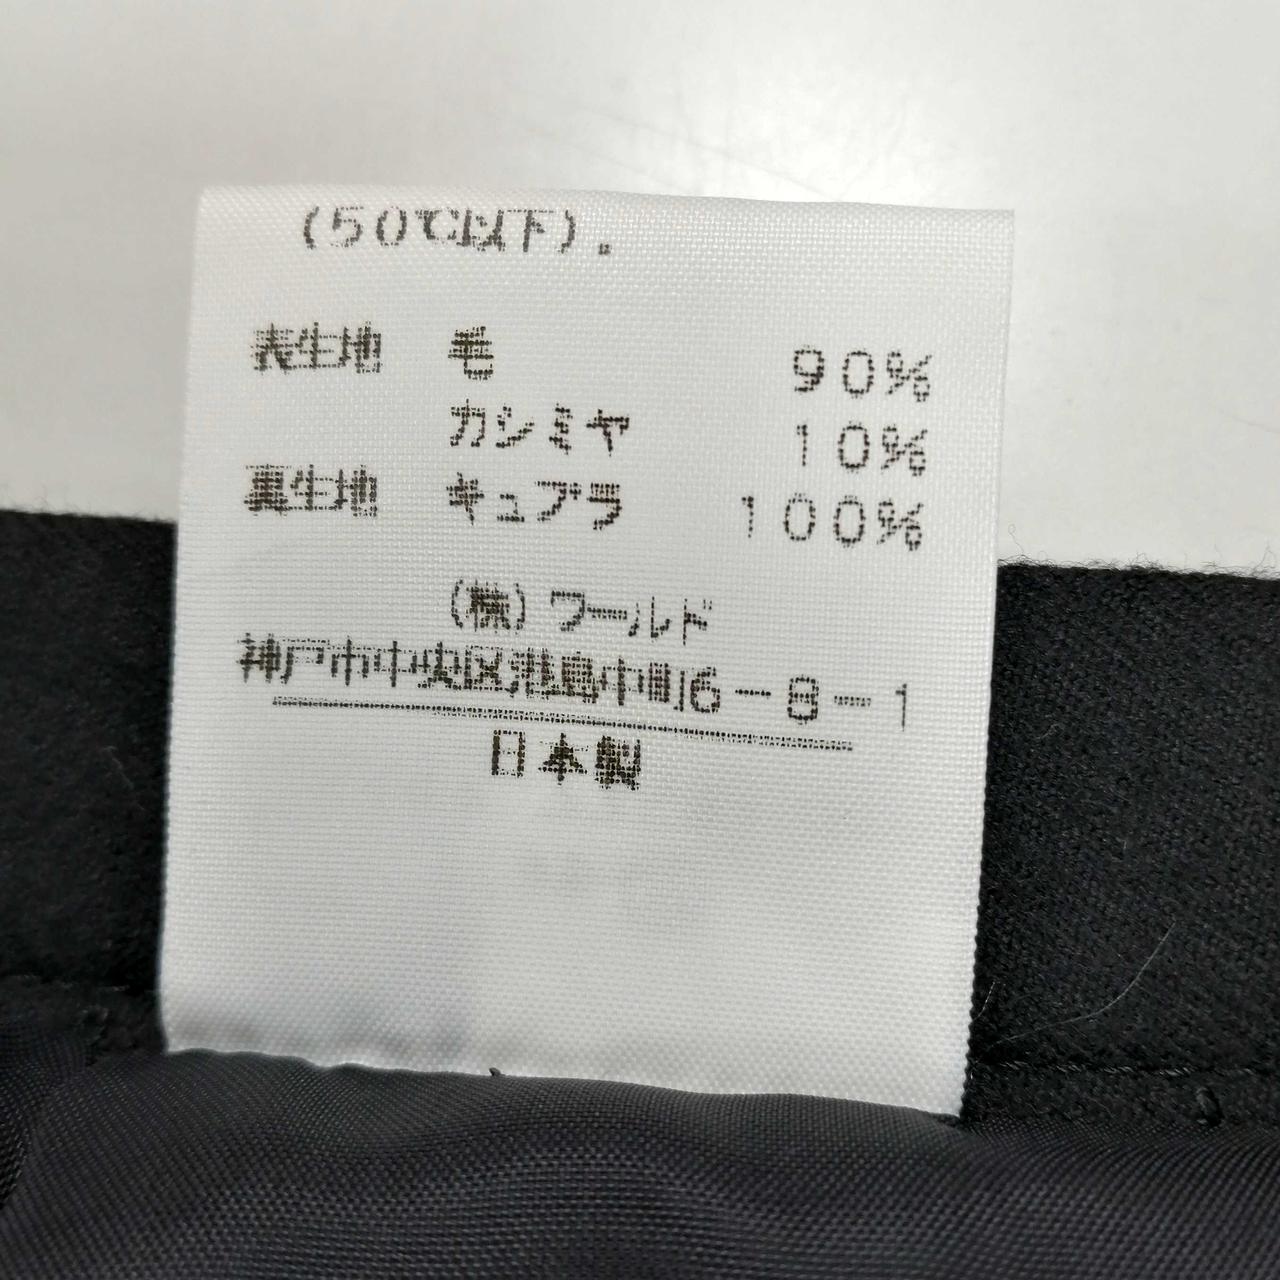 (50℃以下).
表生地 毛 90%
カシミヤ 10%
裏生地 キュプラ 100%
(株)ワールド
神戸市中央区港島中町6-8-1
日本製